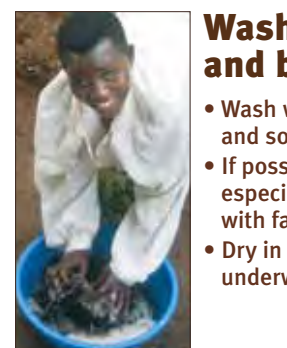 Wash
and b
• Wash w
and so
• If poss
especi
with fa
• Dry in
underw